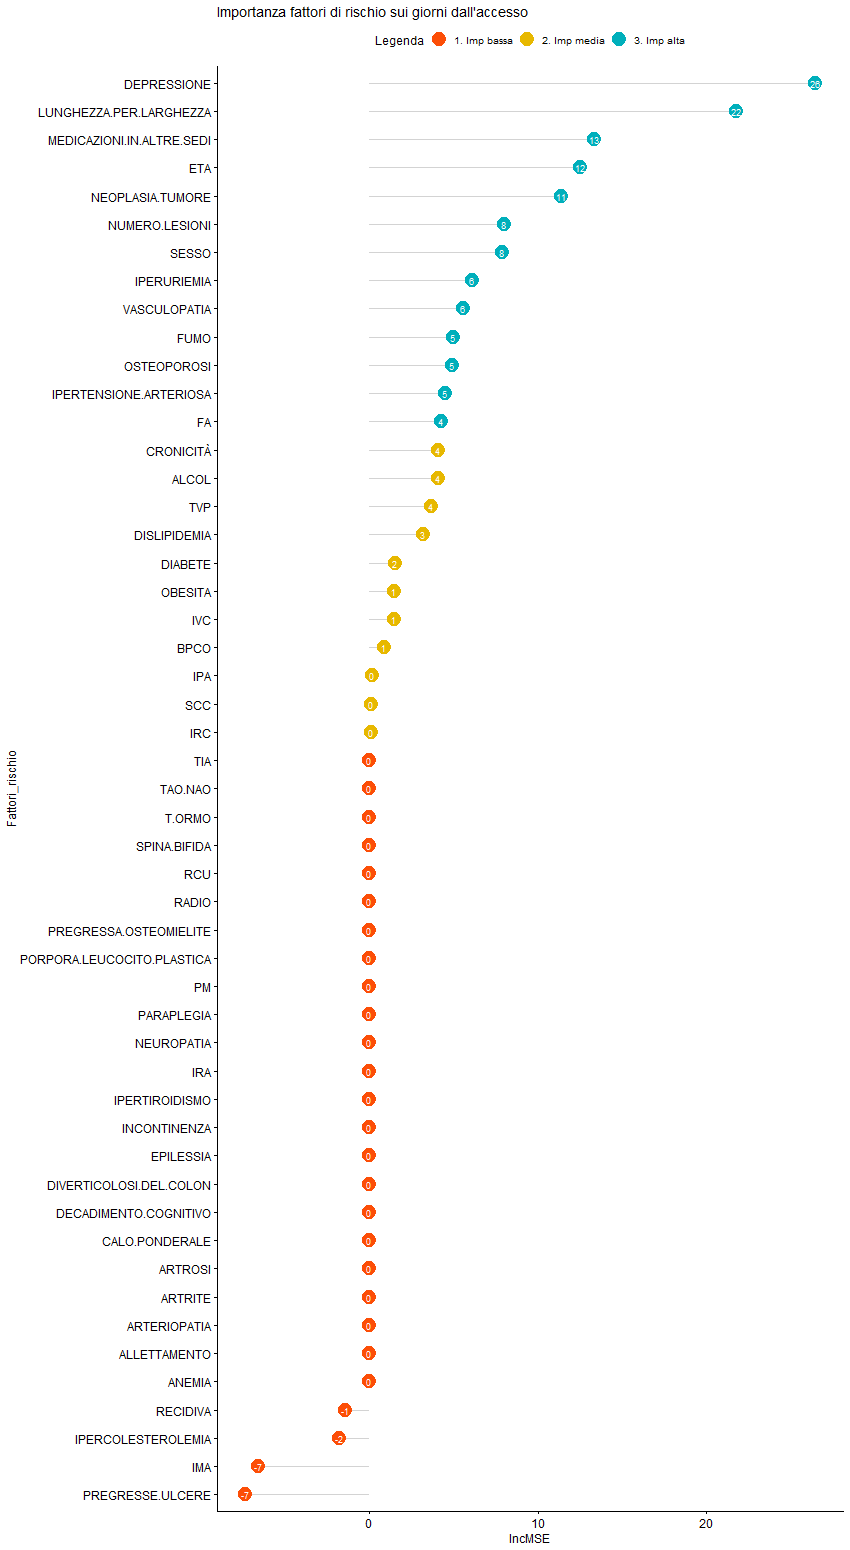 Importanza fattori di rischio sui giorni dall'accesso
Legenda 1. Imp bassa 2. Imp media 3. Imp alta
DEPRESSIONE 26
LUNGHEZZA.PER.LARGHEZZA 22
MEDICAZIONI.IN.ALTRE.SEDI 13
ETA 12
NEOPLASIA.TUMORE 11
NUMERO.LESIONI 8
SESSO 8
IPERURIEMIA 6
VASCULOPATIA 6
FUMO 5
OSTEOPOROSI 5
IPERTENSIONE.ARTERIOSA 5
FA 4
CRONICITÀ 4
ALCOL 4
TVP 4
DISLIPIDEMIA 3
DIABETE 2
OBESITA 1
IVC 1
BPCO 1
IPA 0
SCC 0
IRC 0
TIA 0
TAO.NAO 0
T.ORMO 0
SPINA.BIFIDA 0
RCU 0
RADIO 0
PREGRESSA.OSTEOMIELITE 0
PORPORA.LEUCOCITO.PLASTICA 0
PM 0
PARAPLEGIA 0
NEUROPATIA 0
IRA 0
IPERTIROIDISMO 0
INCONTINENZA 0
EPILESSIA 0
DIVERTICOLOSI.DEL.COLON 0
DECADIMENTO.COGNITIVO 0
CALO.PONDERALE 0
ARTROSI 0
ARTRITE 0
ARTERIOPATIA 0
ALLETTAMENTO 0
ANEMIA 0
RECIDIVA -1
IPERCOLESTEROLEMIA -2
IMA -7
PREGRESSE.ULCERE -7
Fattori_rischio
0 10 20
IncMSE